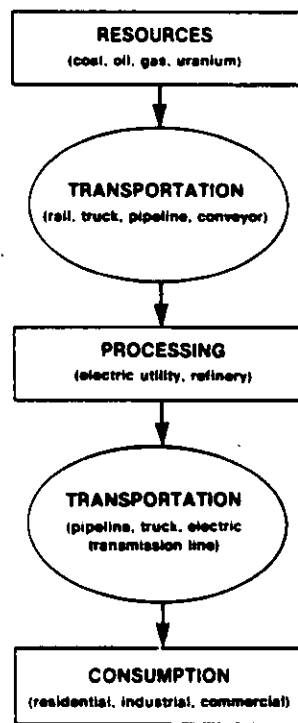 RESOURCES
(coal, oil, gas, uranium)
TRANSPORTATION
(rail, truck, pipeline, conveyor)
PROCESSING
(electric utility, refinery)
TRANSPORTATION
(pipeline, truck, electric
transmission line)
CONSUMPTION
(residential, industrial, commercial)